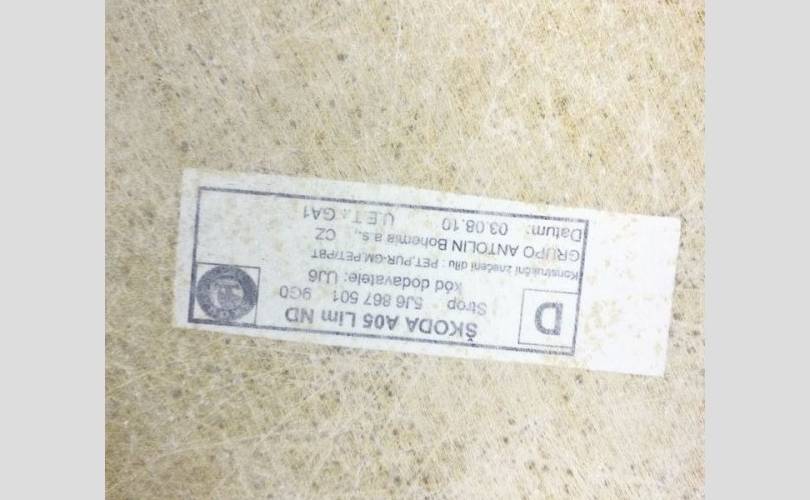 D
ŠKODA A05 Lim ND
Strop 5J6 867 501 9G0
kód dodavatele: UJ6
Konstrukční značení dílu : PET,PUR-GM,PET/PBT
GRUPO ANTOLIN Bohemia a.s., CZ
Datum: 03.08.10 U.E.T.: GA1